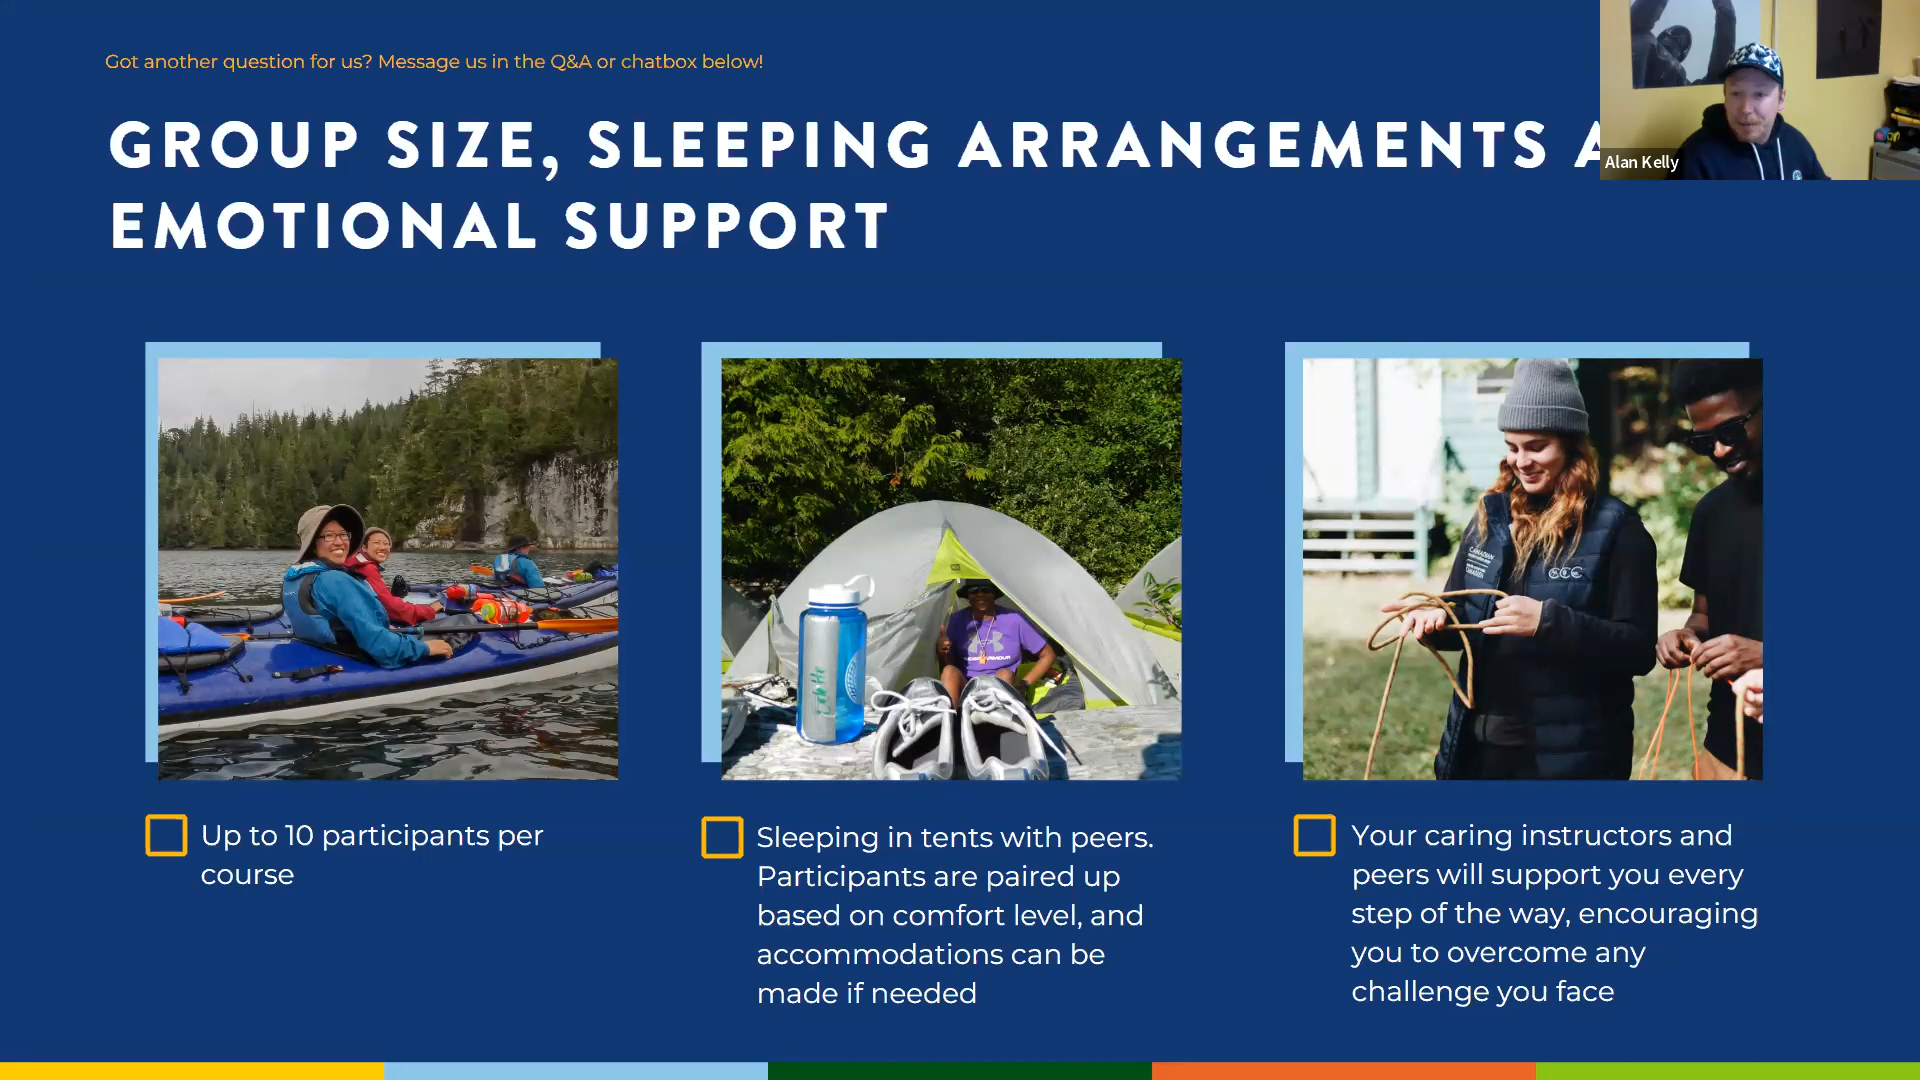 Got another question for us? Message us in the Q&A or chatbox below!
GROUP SIZE, SLEEPING ARRANGEMENTS A
EMOTIONAL SUPPORT
Alan Kelly
Up to 10 participants per
course
Sleeping in tents with peers.
Participants are paired up
based on comfort level, and
accommodations can be
made if needed
Your caring instructors and
peers will support you every
step of the way, encouraging
you to overcome any
challenge you face